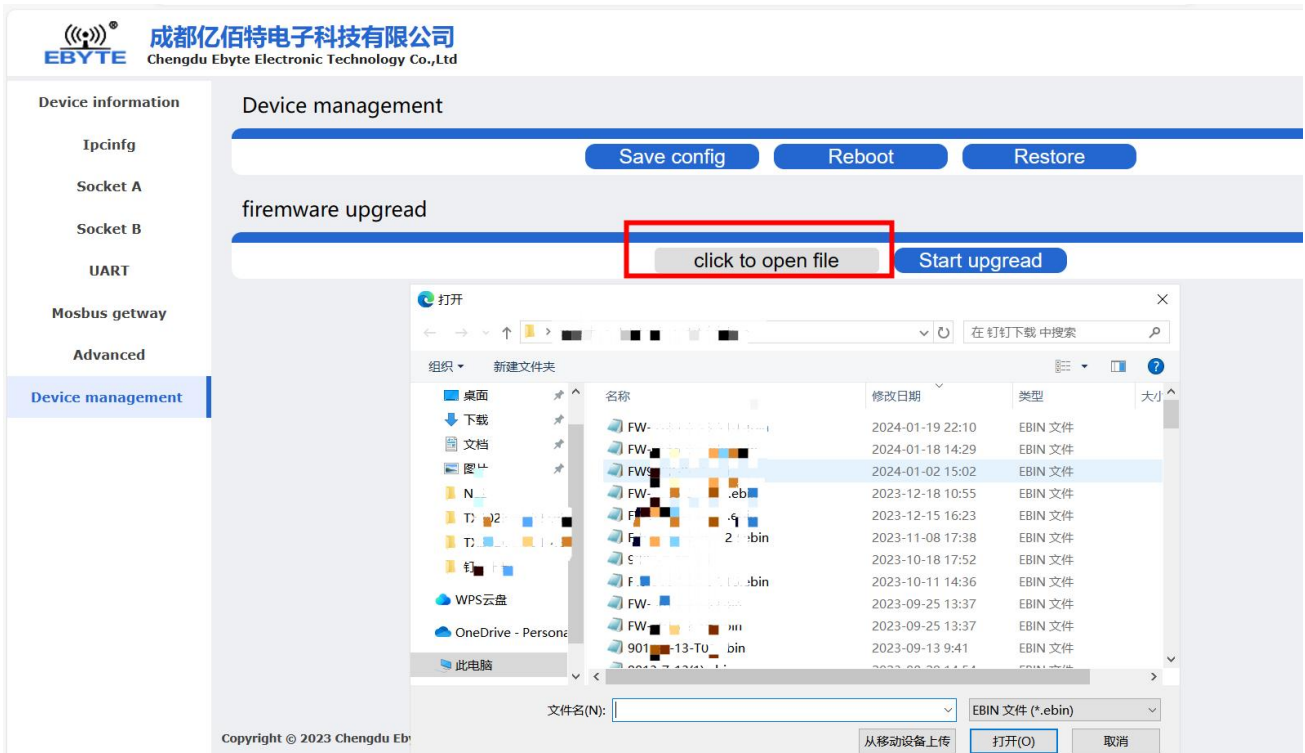 ((())) ®
EBYTE
成都亿佰特电子科技有限公司
Chengdu Ebyte Electronic Technology Co.,Ltd
Device information
Ipcinfg
Socket A
Socket B
UART
Mosbus getway
Advanced
Device management
Device management
Save config Reboot Restore
firemware upgread
click to open file Start upgread
打开
在 钉钉下载 中搜索
组织 新建文件夹
桌面
下载
文档
图片
WPS云盘
OneDrive - Persona
此电脑
名称 修改日期 类型 大小
FW- 2024-01-19 22:10 EBIN 文件
FW- 2024-01-18 14:29 EBIN 文件
2024-01-02 15:02 EBIN 文件
FW- 2023-12-18 10:55 EBIN 文件
2023-12-15 16:23 EBIN 文件
2023-11-08 17:38 EBIN 文件
2023-10-18 17:52 EBIN 文件
2023-10-11 14:36 EBIN 文件
FW- 2023-09-25 13:37 EBIN 文件
FW- 2023-09-25 13:37 EBIN 文件
2023-09-13 9:41 EBIN 文件
文件名(N): EBIN 文件 (*.ebin)
从移动设备上传 打开(O) 取消
Copyright © 2023 Chengdu Eby